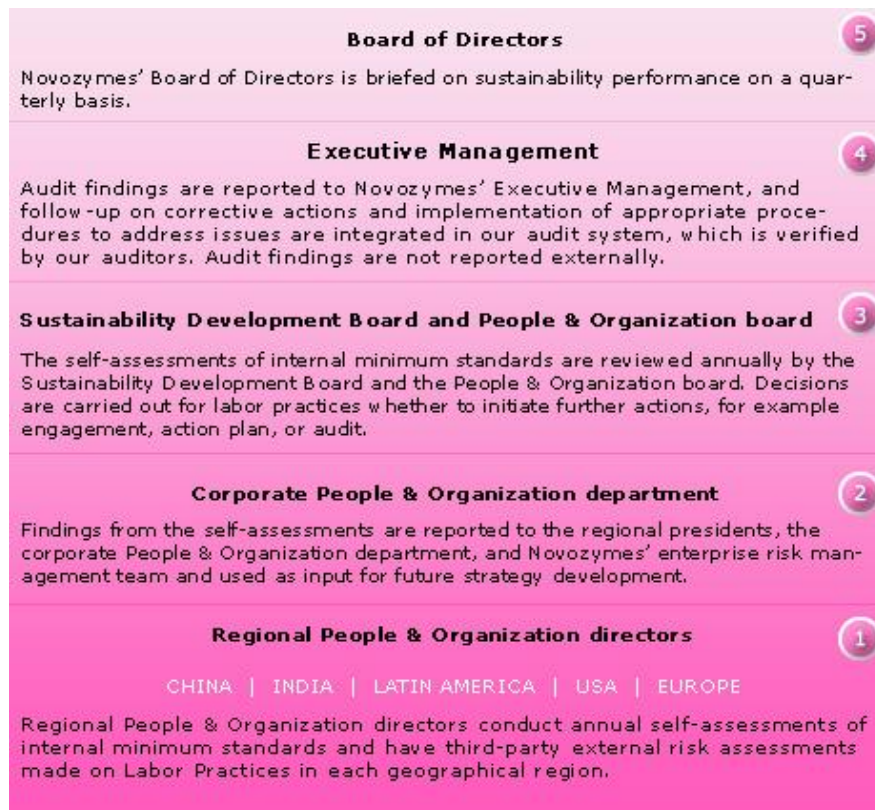 Board of Directors
5
Novozymes’ Board of Directors is briefed on sustainability performance on a quar-
terly basis.
Executive Management
4
Audit findings are reported to Novozymes’ Executive Management, and
follow-up on corrective actions and implementation of appropriate proce-
dures to address issues are integrated in our audit system, which is verified
by our auditors. Audit findings are not reported externally.
Sustainability Development Board and People & Organization board
3
The self-assessments of internal minimum standards are reviewed annually by the
Sustainability Development Board and the People & Organization board. Decisions
are carried out for labor practices whether to initiate further actions, for example
engagement, action plan, or audit.
Corporate People & Organization department
2
Findings from the self-assessments are reported to the regional presidents, the
corporate People & Organization department, and Novozymes’ enterprise risk man-
agement team and used as input for future strategy development.
Regional People & Organization directors
1
CHINA | INDIA | LATIN AMERICA | USA | EUROPE
Regional People & Organization directors conduct annual self-assessments of
internal minimum standards and have third-party external risk assessments
made on Labor Practices in each geographical region.